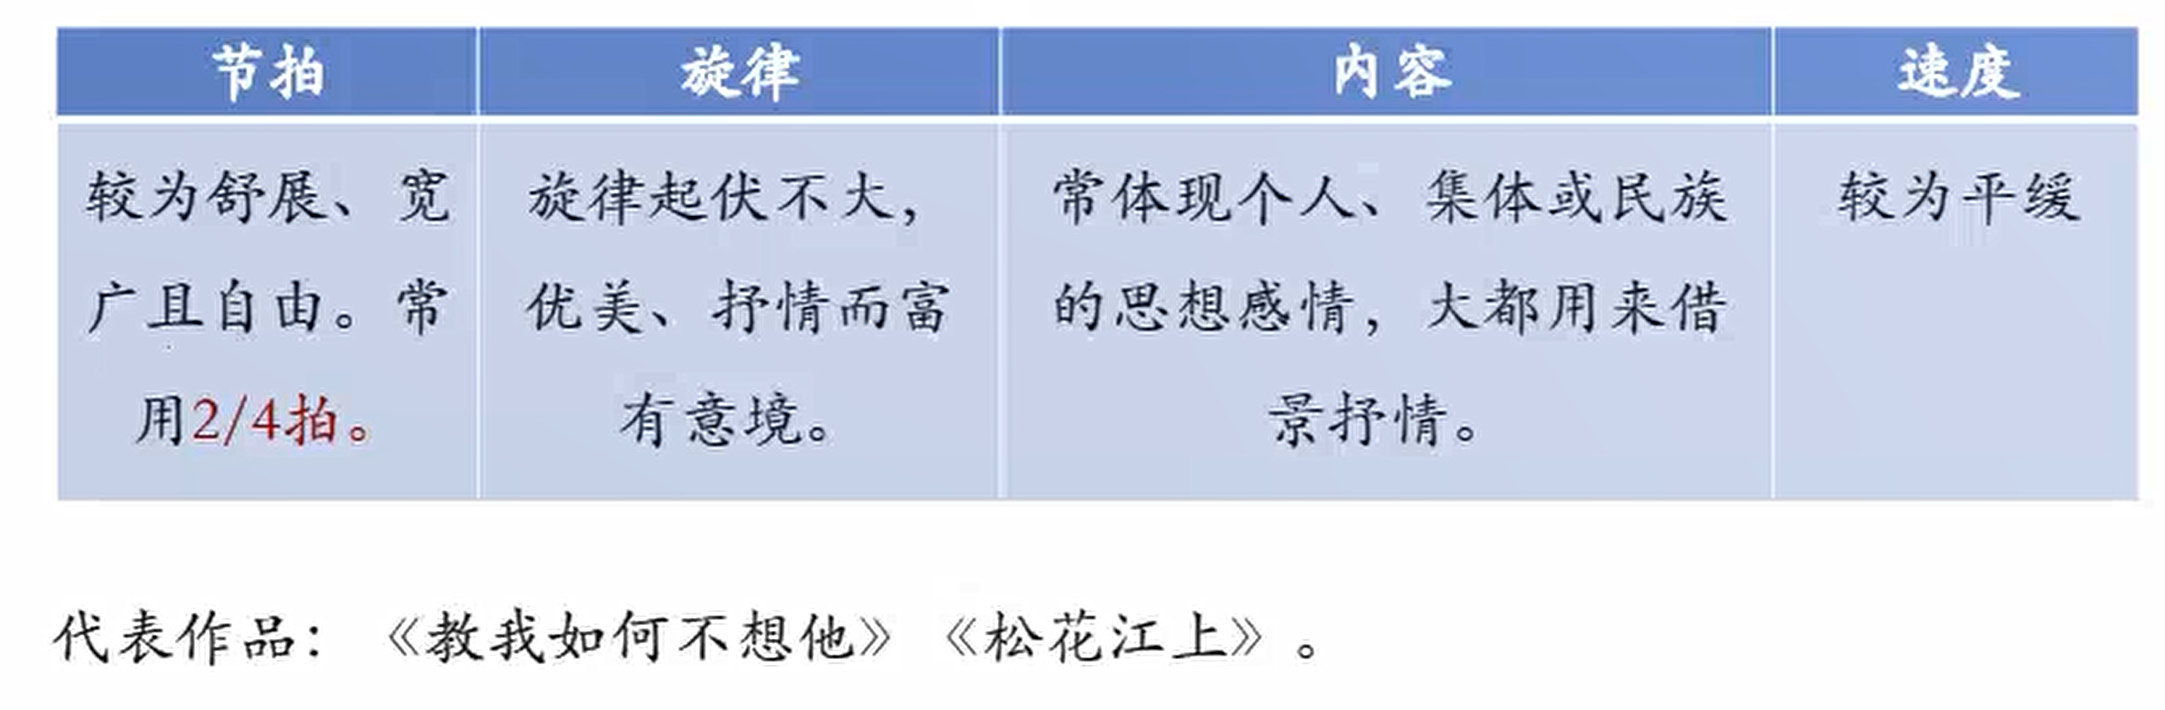 节拍 旋律 内容 速度
较为舒展、宽
广且自由。常
用2/4拍。
旋律起伏不大，
优美、抒情而富
有意境。
常体现个人、集体或民族
的思想感情，大都用来借
景抒情。
较为平缓
代表作品：《教我如何不想他》《松花江上》。